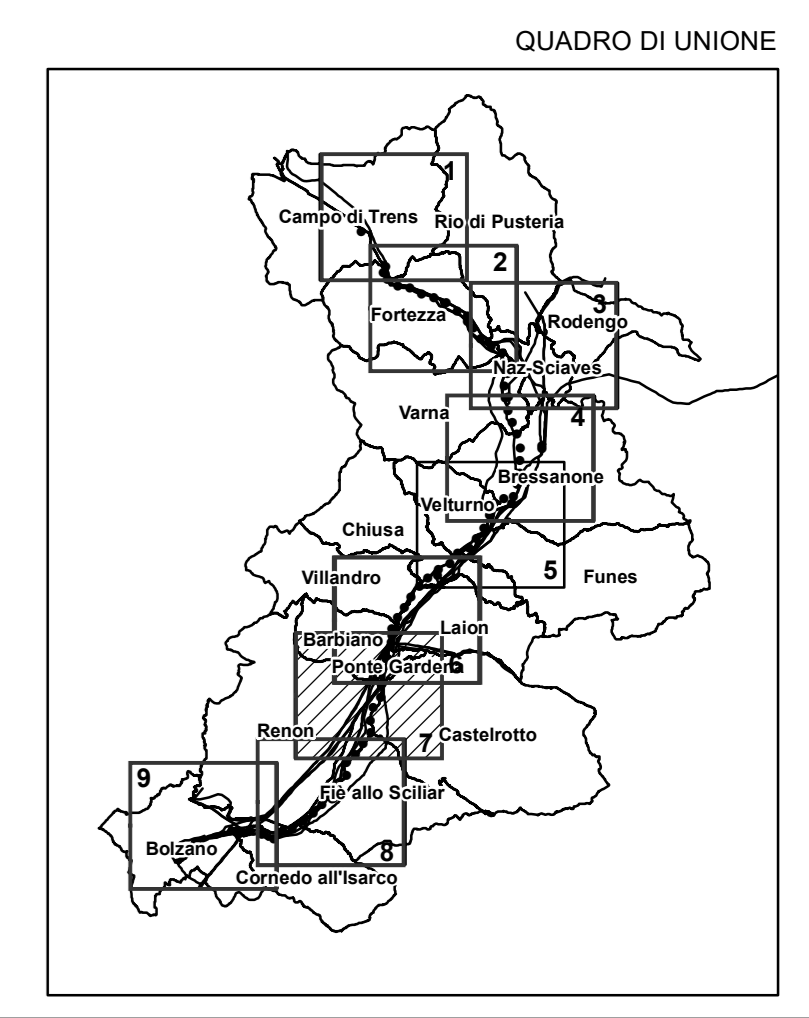 QUADRO DI UNIONE
1
Campo di Trens
Rio di Pusteria
2
3
Fortezza
Rodengo
Naz-Sciaves
Varna
4
Bressanone
Velturno
Chiusa
5
Villandro
Funes
Laion
Barbiano
Ponte Gardena
6
Renon
7
Castelrotto
9
Fiè allo Sciliar
Bolzano
8
Cornedo all'Isarco